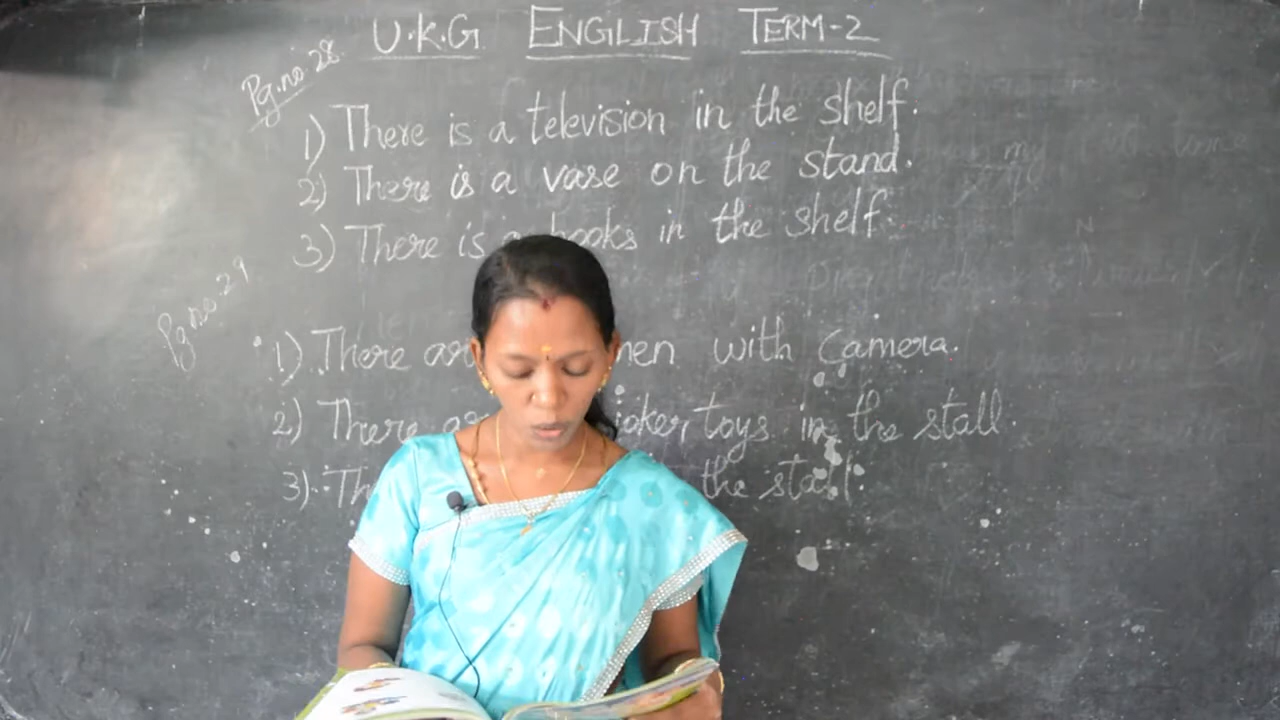 U.K.G ENGLISH TERM-2
Pg.no.28
1) There is a television in the shelf.
2) There is a vase on the stand.
3) There is a books in the shelf.
Pg.no.29
1) There with camera.
2) There joker toys in the stall.
3) the stall.